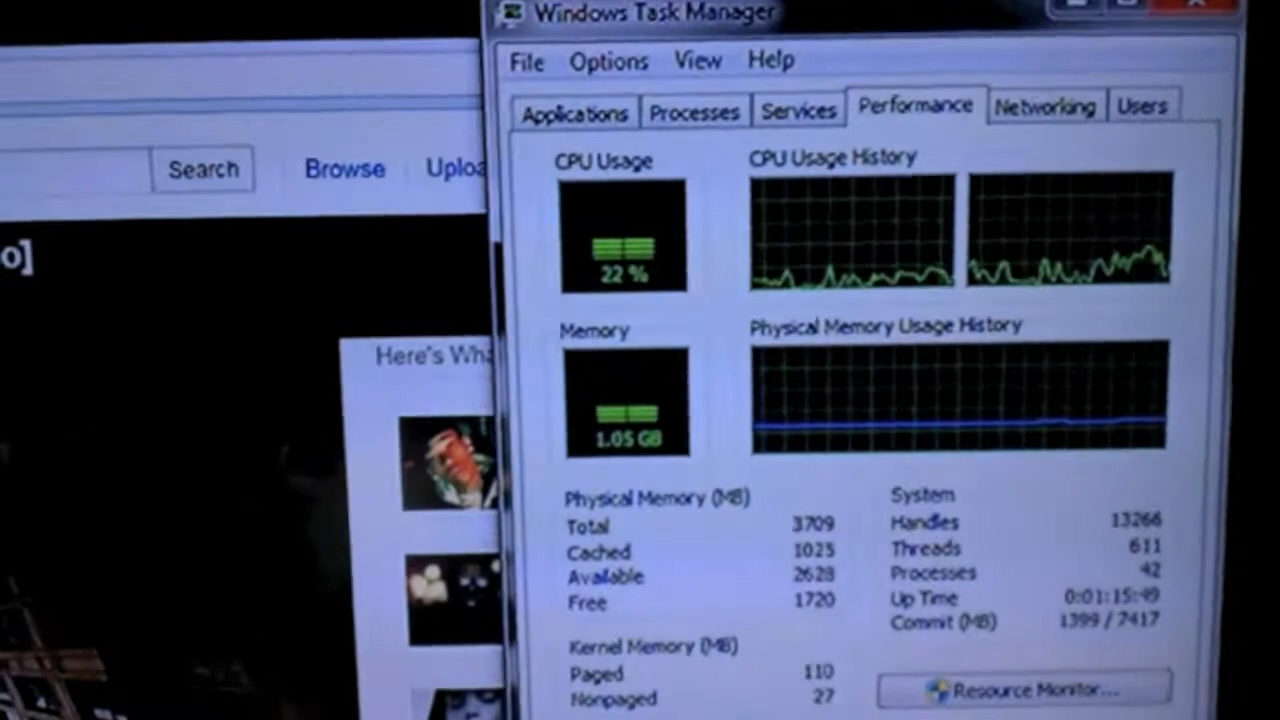 Windows Task Manager
File Options View Help
Applications Processes Services Performance Networking Users
Search Browse Uploa
o]
CPU Usage CPU Usage History
22 %
Memory Physical Memory Usage History
1.05 GB
Here's Wha
Physical Memory (MB)
Total 3709
Cached 1025
Available 2628
Free 1720
System
Handles 13266
Threads 611
Processes 42
Up Time 0:01:15:49
Commit (MB) 1399 / 7417
Kernel Memory (MB)
Paged 110
Nonpaged 27
Resource Monitor...